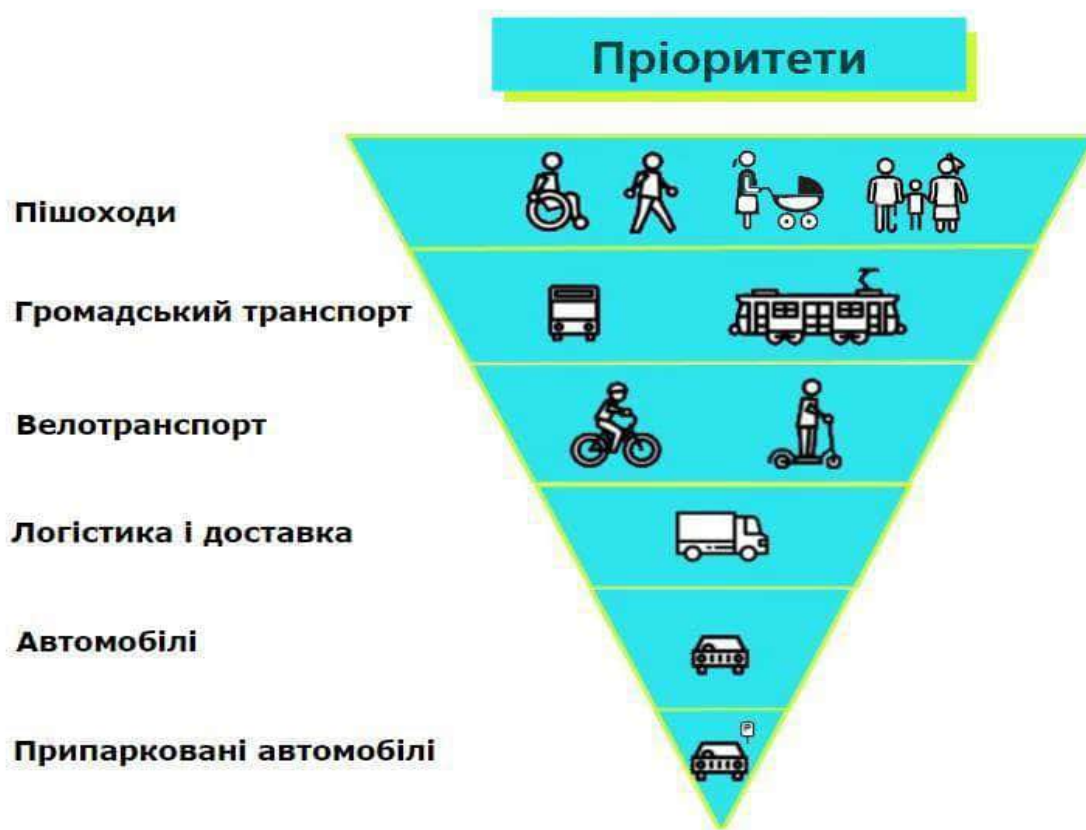 Пріоритети
Пішоходи
Громадський транспорт
Велотранспорт
Логістика і доставка
Автомобілі
Припарковані автомобілі